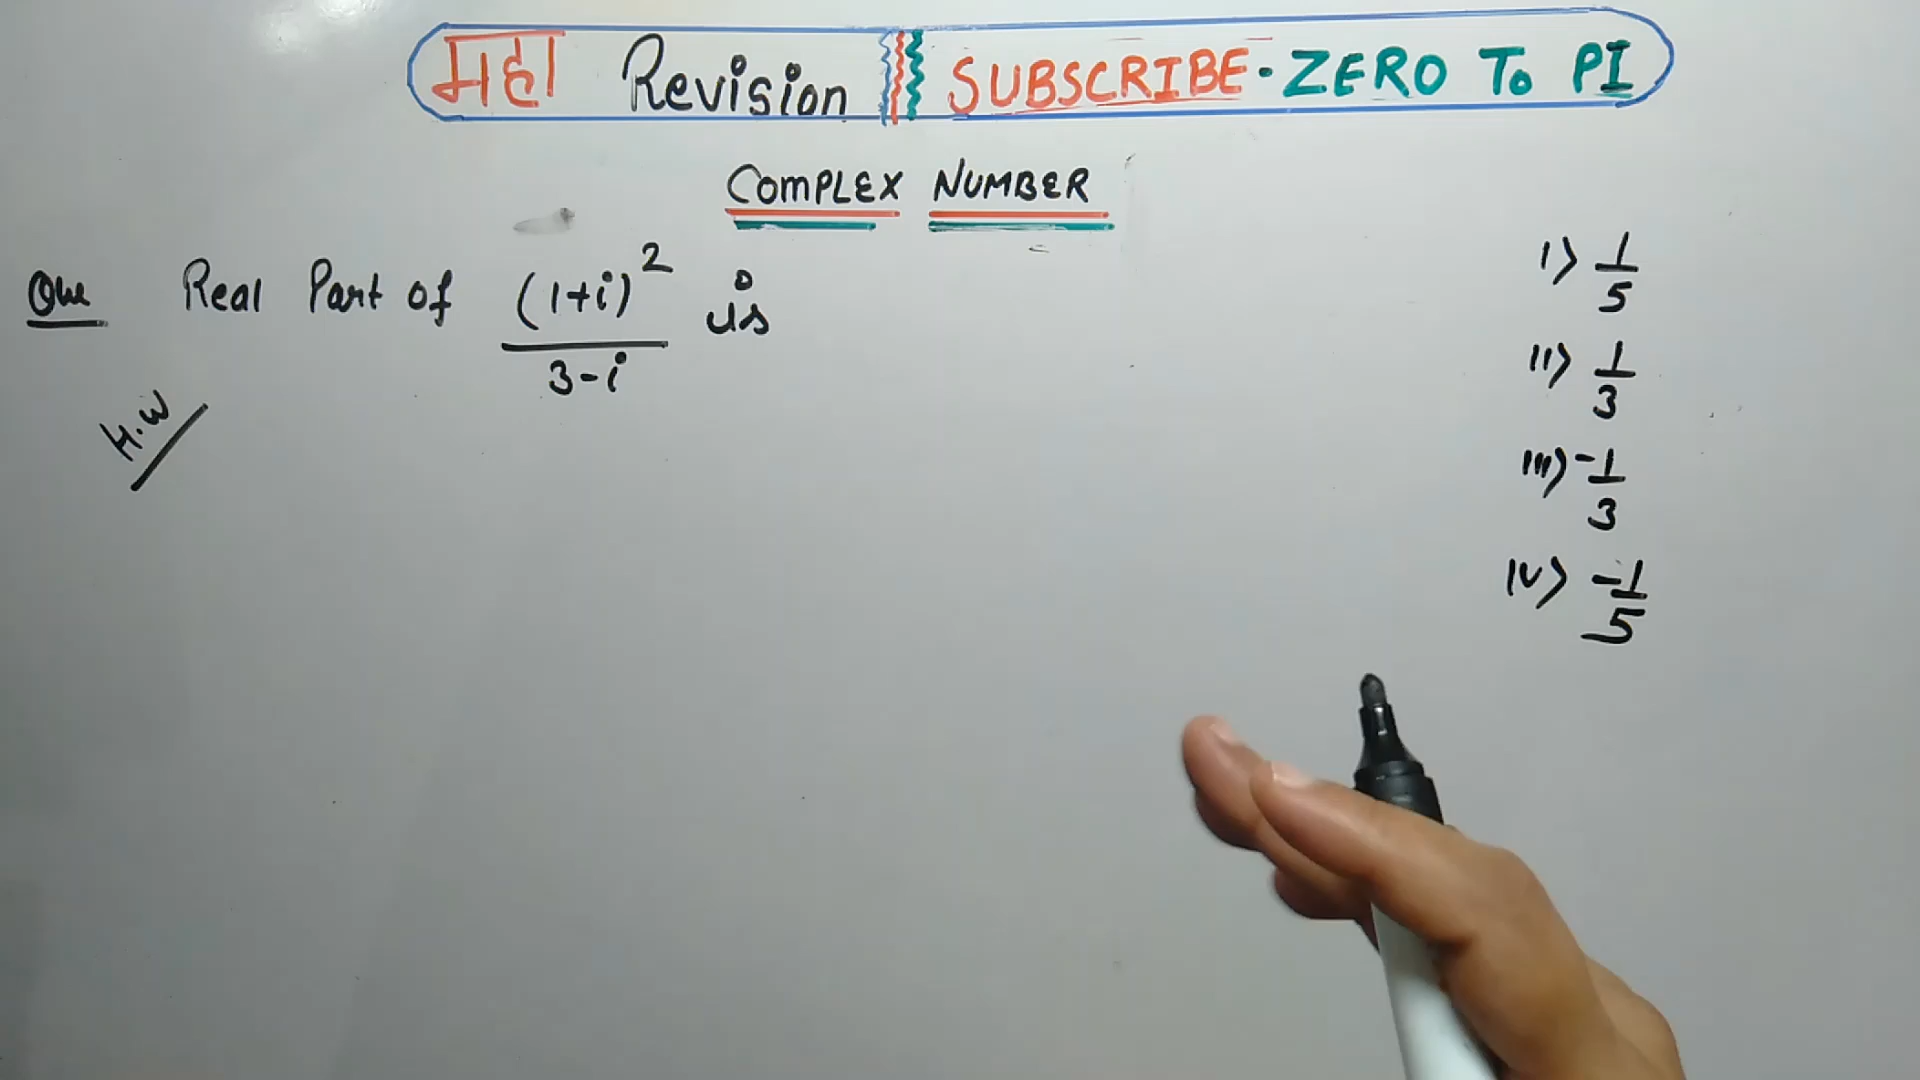 महा Revision SUBSCRIBE · ZERO TO PI
COMPLEX NUMBER
Que Real Part of (1+i)² / 3-i is
H.W
I) 1/5
II) 1/3
III) -1/3
IV) -1/5